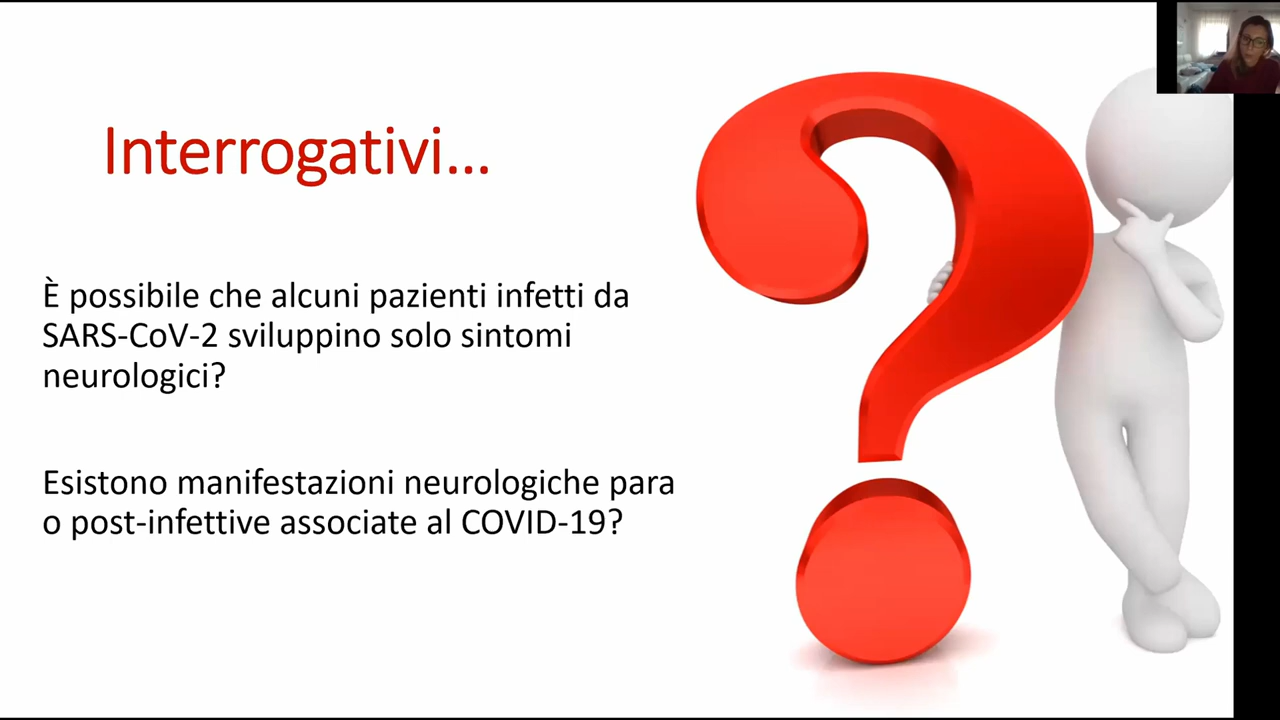 Interrogativi...
È possibile che alcuni pazienti infetti da
SARS-CoV-2 sviluppino solo sintomi
neurologici?
Esistono manifestazioni neurologiche para
o post-infettive associate al COVID-19?